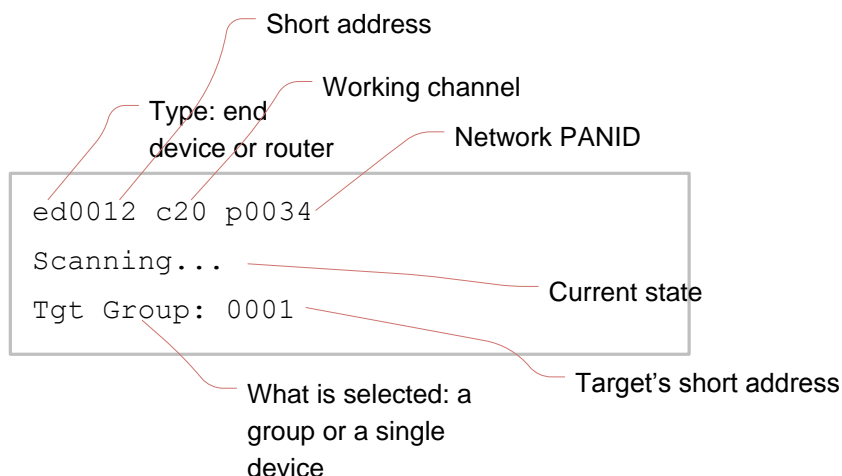 Short address
Working channel
Type: end
device or router
Network PANID
ed0012 c20 p0034
Scanning...
Current state
Tgt Group: 0001
Target's short address
What is selected: a
group or a single
device